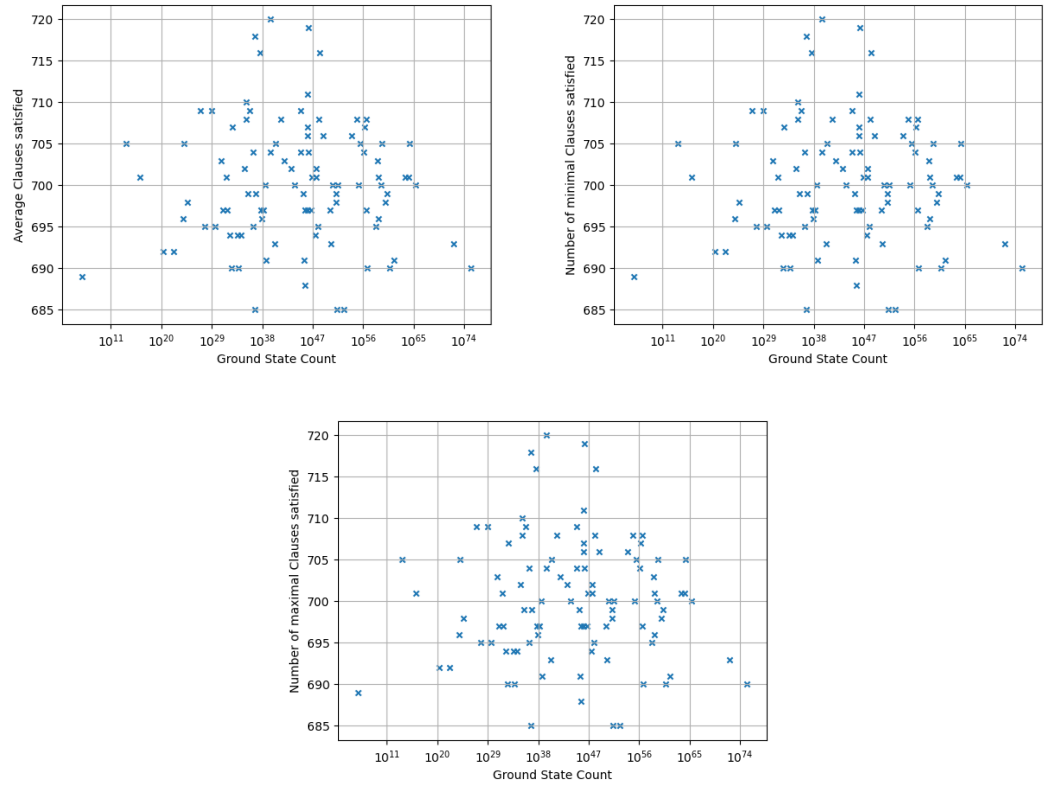 720
715
710
705
700
695
690
685
Average Clauses satisfied
10^11 10^20 10^29 10^38 10^47 10^56 10^65 10^74
Ground State Count
720
715
710
705
700
695
690
685
Number of minimal Clauses satisfied
10^11 10^20 10^29 10^38 10^47 10^56 10^65 10^74
Ground State Count
720
715
710
705
700
695
690
685
Number of maximal Clauses satisfied
10^11 10^20 10^29 10^38 10^47 10^56 10^65 10^74
Ground State Count